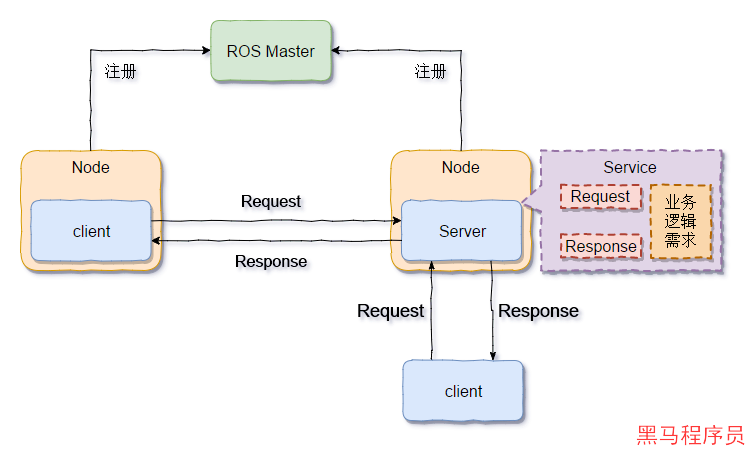 ROS Master
注册
注册
Node
Node
Service
Request
Request
业务
逻辑
需求
client
Server
Response
Response
Request
Response
client
黑马程序员